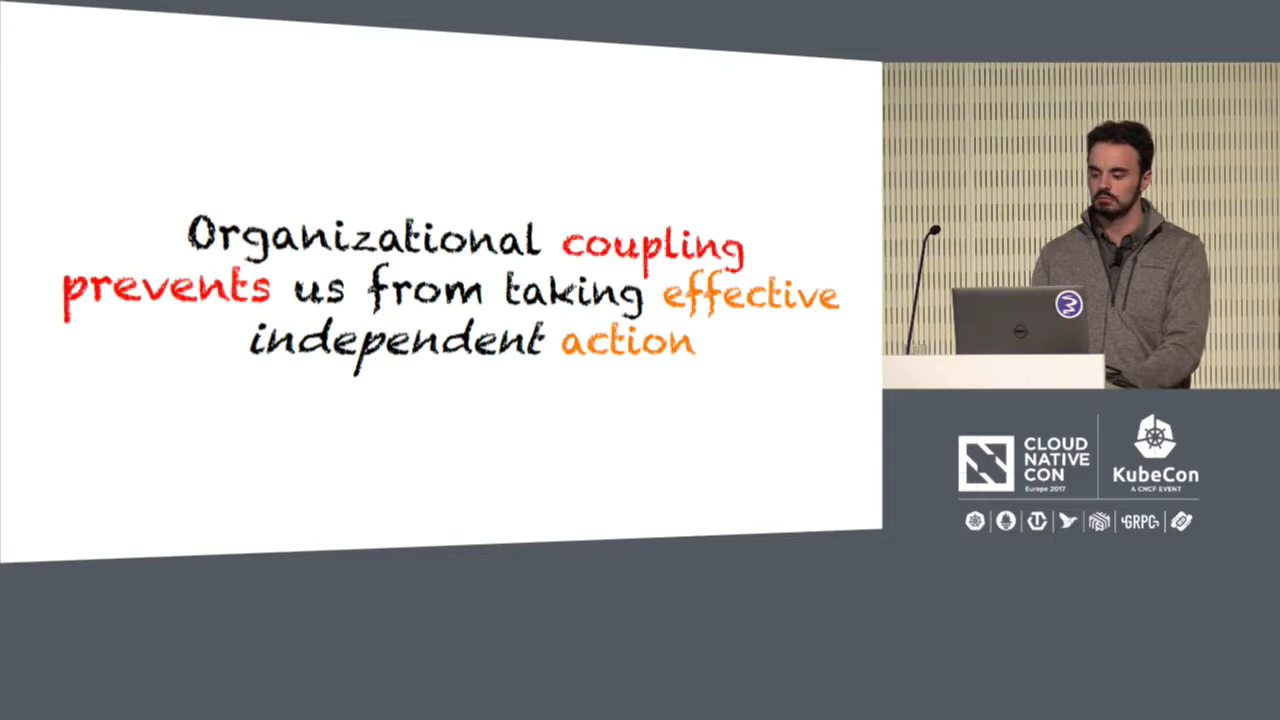 Organizational coupling
prevents us from taking effective
independent action
CLOUD
NATIVE
CON
Europe 2017
KubeCon
A CNCF EVENT
GRPC